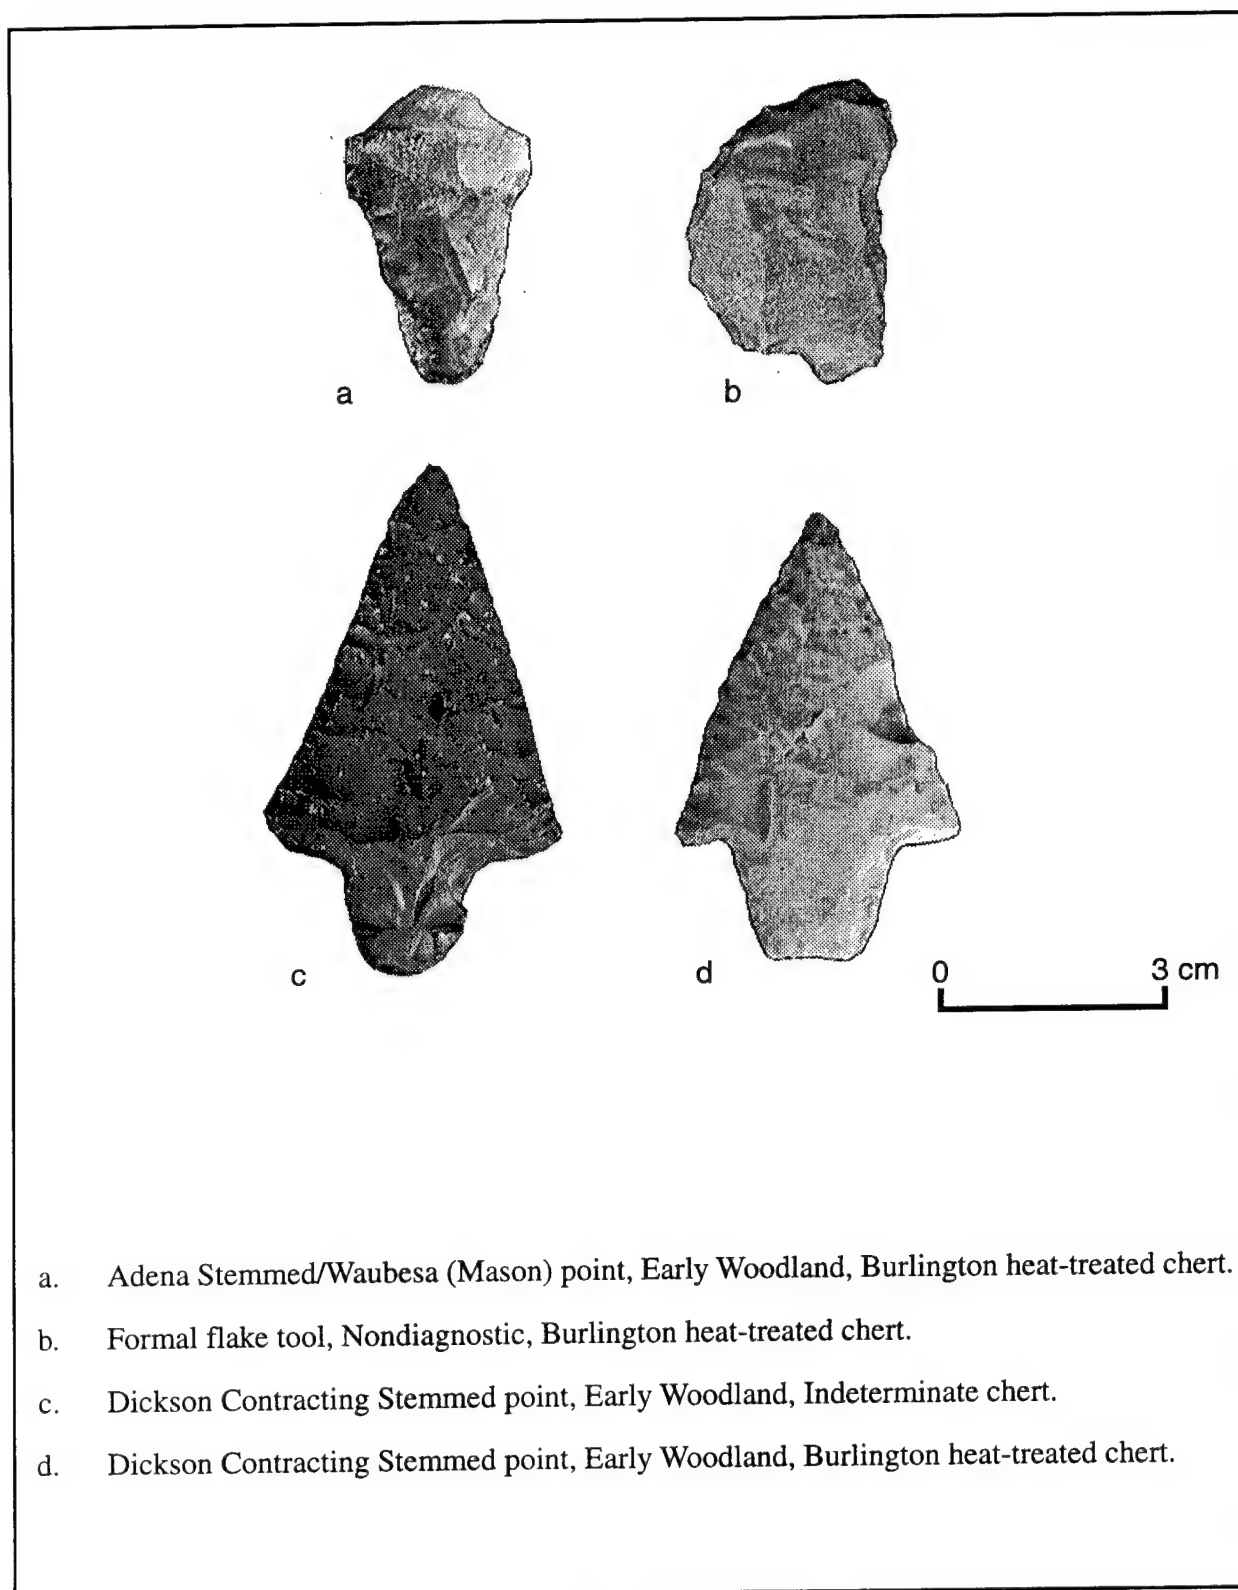 a
b
c
d
0 3 cm
a. Adena Stemmed/Waubesa (Mason) point, Early Woodland, Burlington heat-treated chert.
b. Formal flake tool, Nondiagnostic, Burlington heat-treated chert.
c. Dickson Contracting Stemmed point, Early Woodland, Indeterminate chert.
d. Dickson Contracting Stemmed point, Early Woodland, Burlington heat-treated chert.